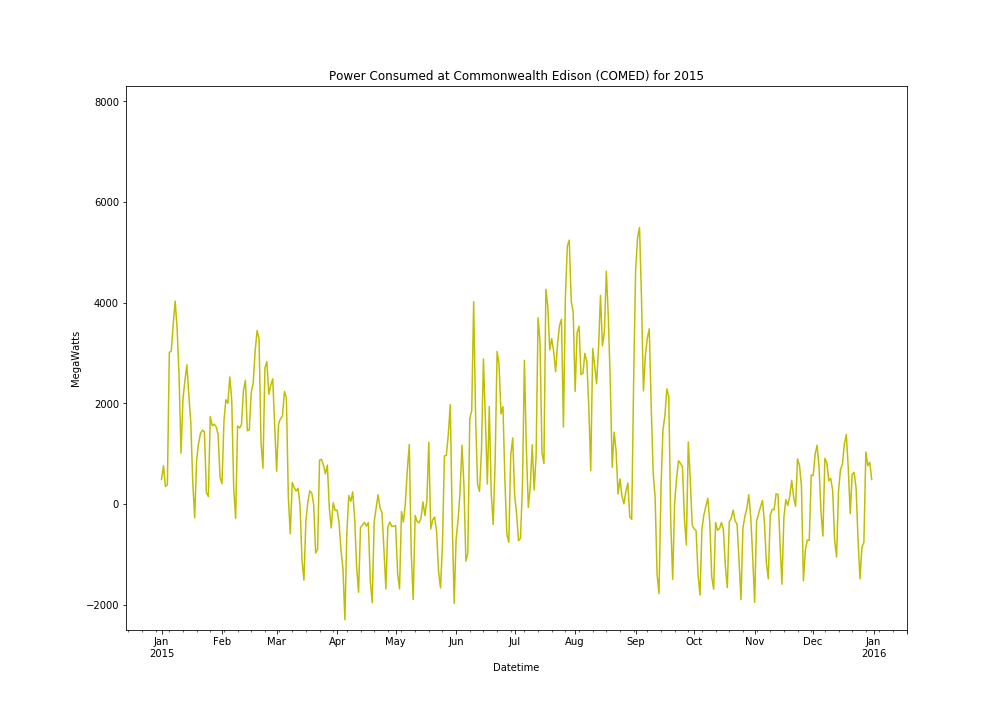 Power Consumed at Commonwealth Edison (COMED) for 2015
8000
6000
4000
2000
0
−2000
MegaWatts
Jan Feb Mar Apr May Jun Jul Aug Sep Oct Nov Dec Jan
2015 2016
Datetime